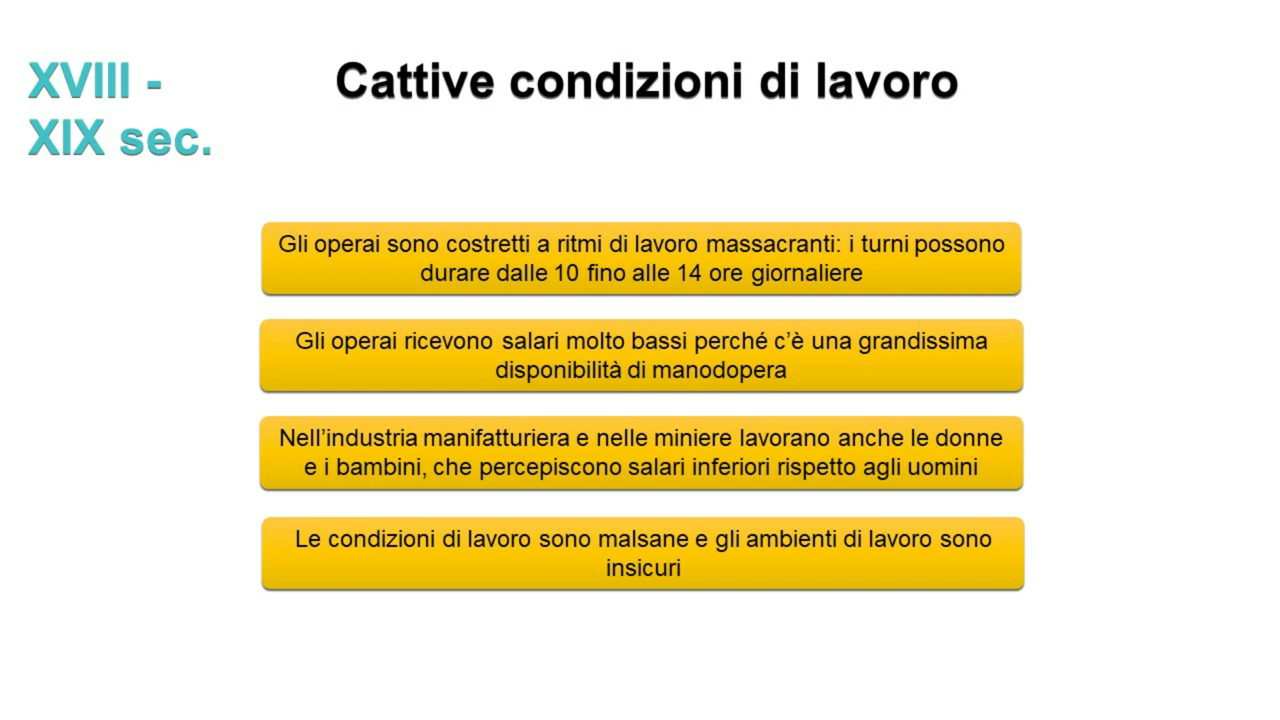 XVIII -
XIX sec.
Cattive condizioni di lavoro
Gli operai sono costretti a ritmi di lavoro massacranti: i turni possono
durare dalle 10 fino alle 14 ore giornaliere
Gli operai ricevono salari molto bassi perché c’è una grandissima
disponibilità di manodopera
Nell’industria manifatturiera e nelle miniere lavorano anche le donne
e i bambini, che percepiscono salari inferiori rispetto agli uomini
Le condizioni di lavoro sono malsane e gli ambienti di lavoro sono
insicuri